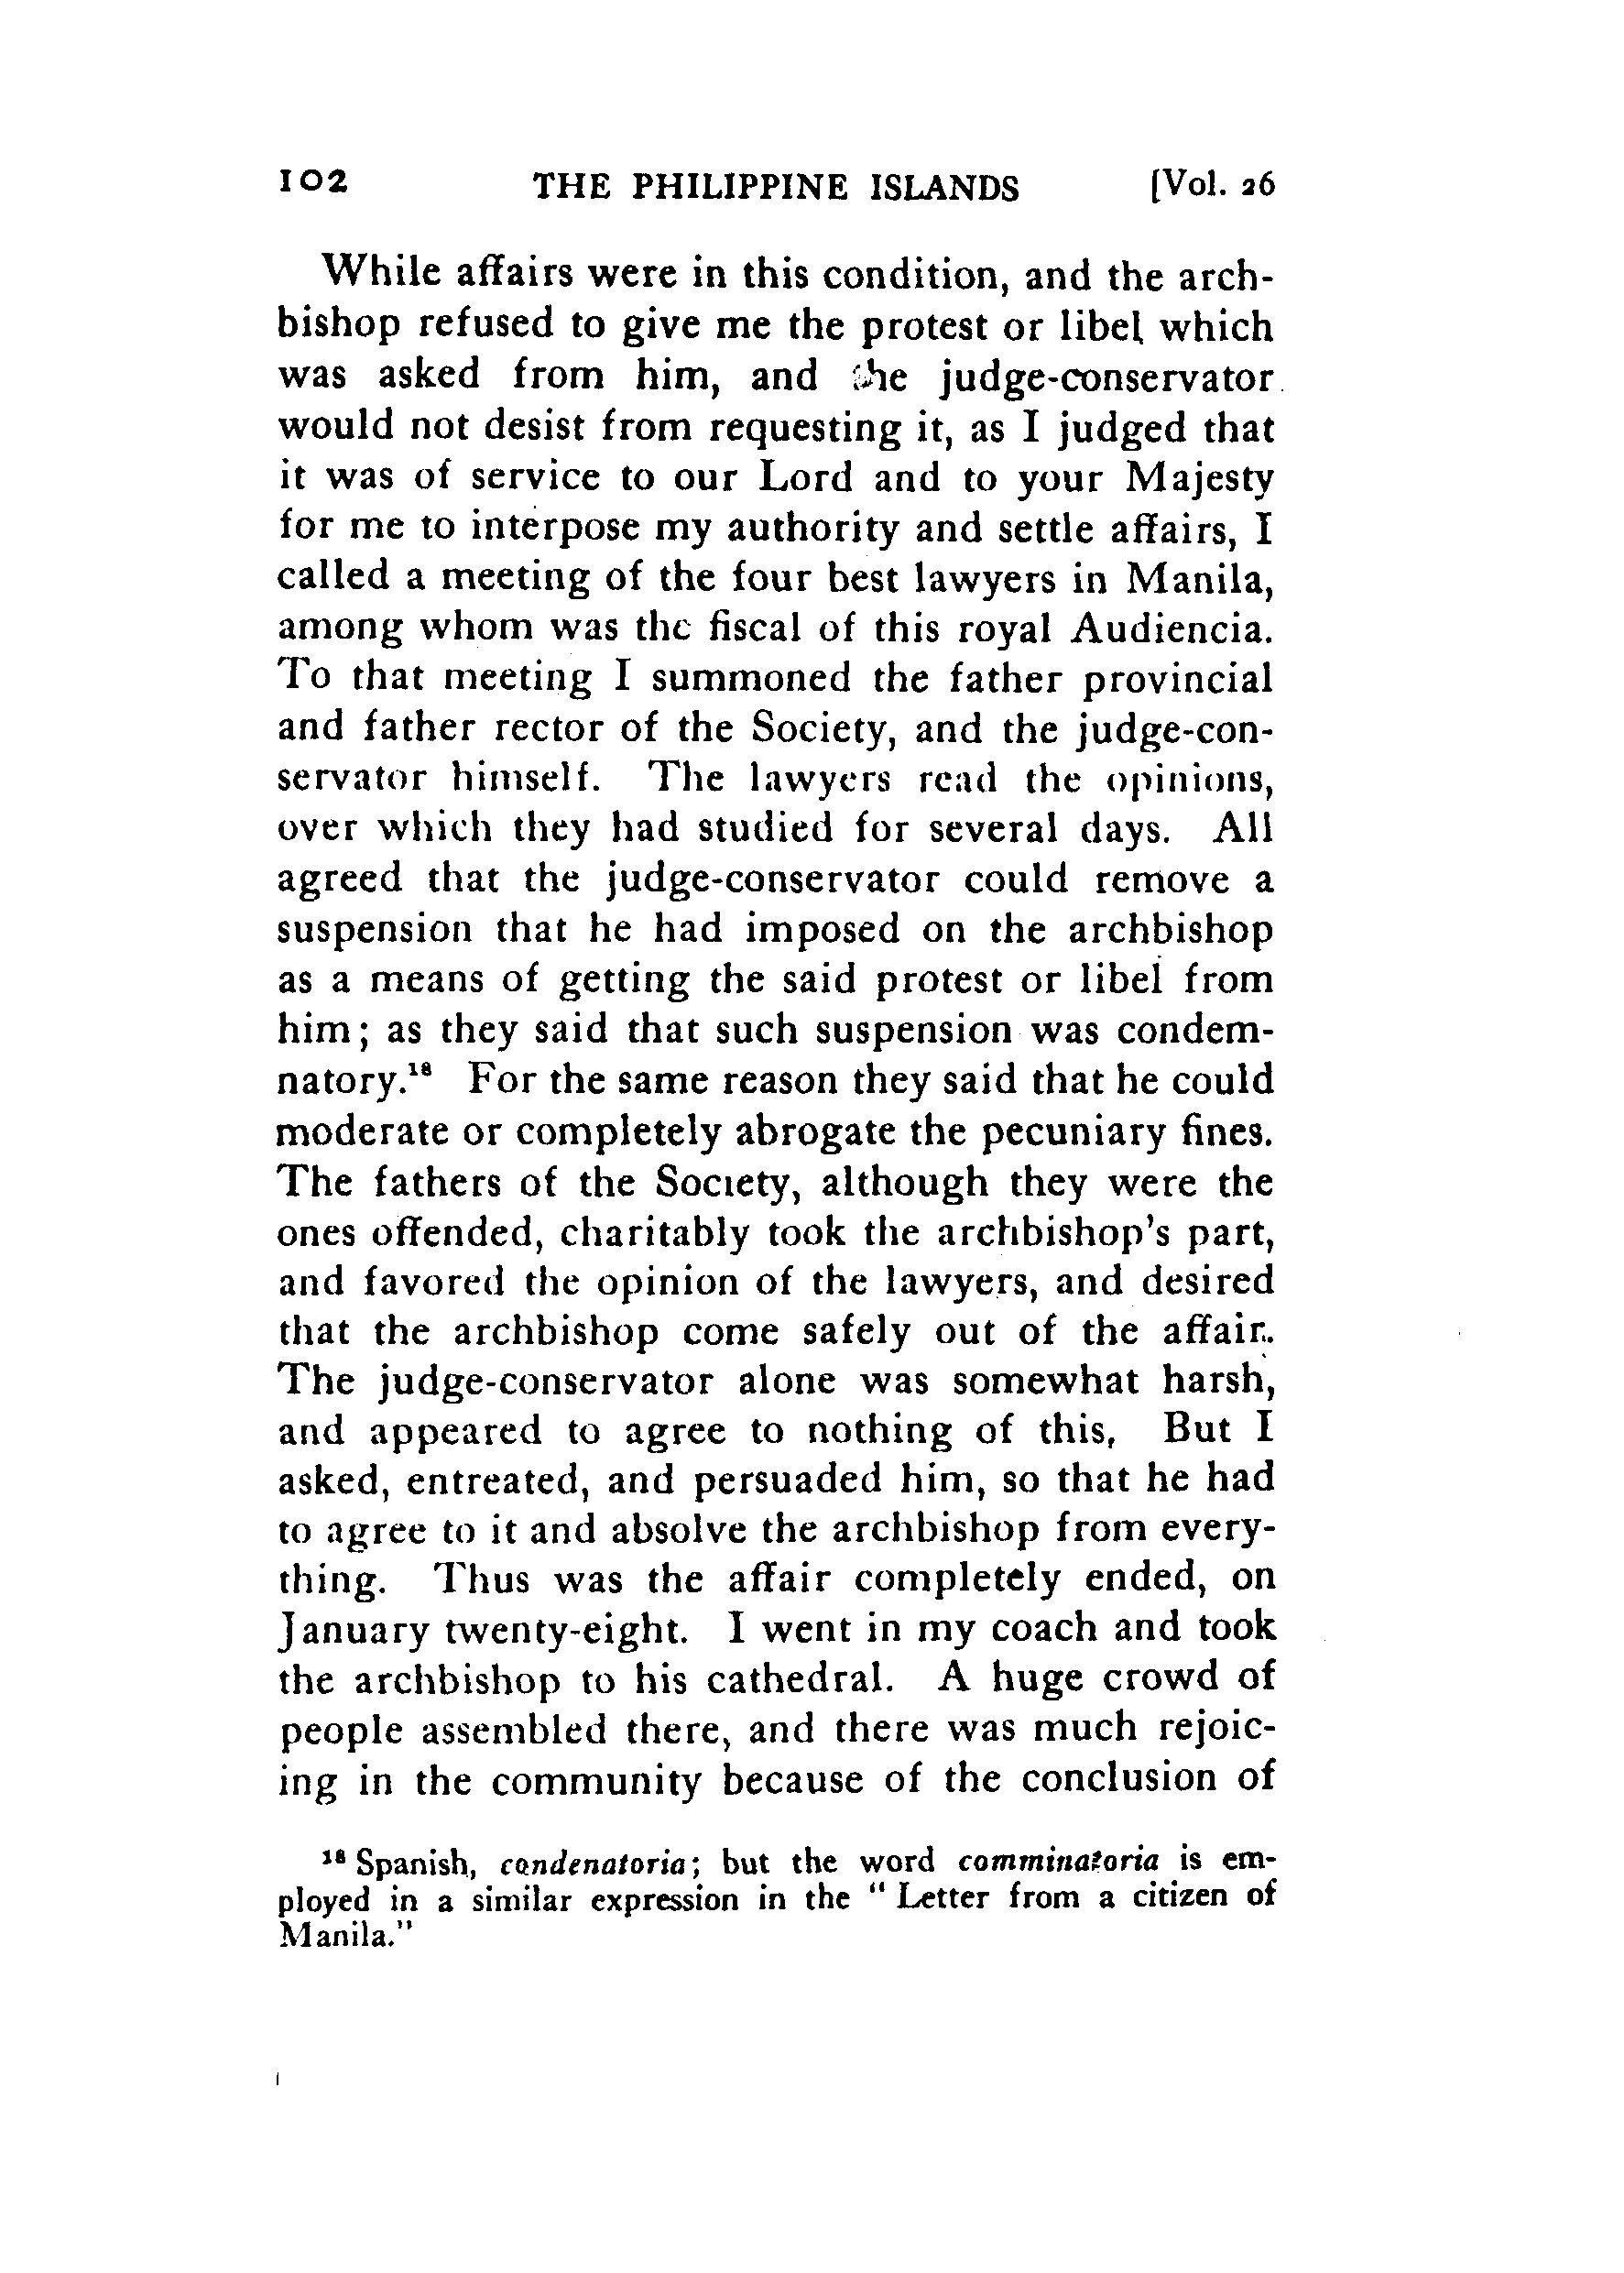 102 THE PHILIPPINE ISLANDS [Vol. 26
While affairs were in this condition, and the arch-
bishop refused to give me the protest or libel which
was asked from him, and the judge-conservator
would not desist from requesting it, as I judged that
it was of service to our Lord and to your Majesty
for me to interpose my authority and settle affairs, I
called a meeting of the four best lawyers in Manila,
among whom was the fiscal of this royal Audiencia.
To that meeting I summoned the father provincial
and father rector of the Society, and the judge-con-
servator himself. The lawyers read the opinions,
over which they had studied for several days. All
agreed that the judge-conservator could remove a
suspension that he had imposed on the archbishop
as a means of getting the said protest or libel from
him; as they said that such suspension was condem-
natory.¹⁸ For the same reason they said that he could
moderate or completely abrogate the pecuniary fines.
The fathers of the Society, although they were the
ones offended, charitably took the archbishop's part,
and favored the opinion of the lawyers, and desired
that the archbishop come safely out of the affair.
The judge-conservator alone was somewhat harsh,
and appeared to agree to nothing of this, But I
asked, entreated, and persuaded him, so that he had
to agree to it and absolve the archbishop from every-
thing. Thus was the affair completely ended, on
January twenty-eight. I went in my coach and took
the archbishop to his cathedral. A huge crowd of
people assembled there, and there was much rejoic-
ing in the community because of the conclusion of
¹⁸ Spanish, condenatoria; but the word comminatoria is em-
ployed in a similar expression in the "Letter from a citizen of
Manila."